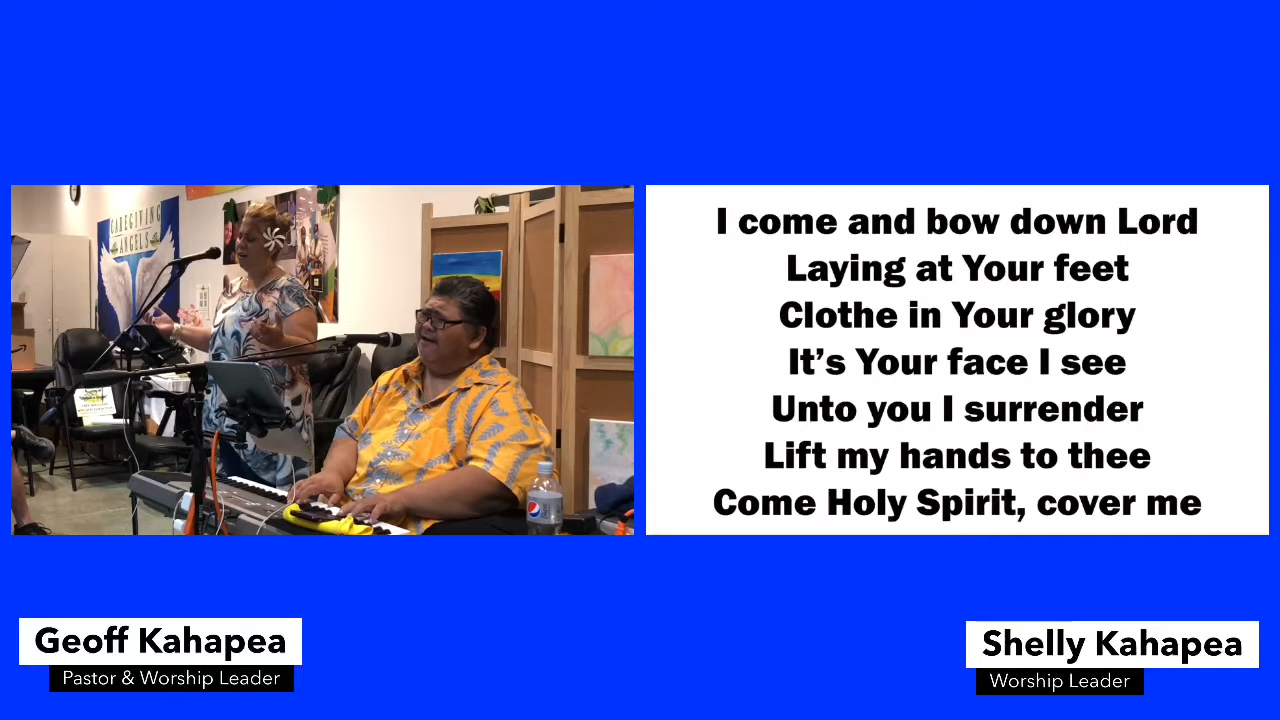 CAREGIVING
ANGELS
pepsi
I come and bow down Lord
Laying at Your feet
Clothe in Your glory
It’s Your face I see
Unto you I surrender
Lift my hands to thee
Come Holy Spirit, cover me
Geoff Kahapea
Pastor & Worship Leader
Shelly Kahapea
Worship Leader